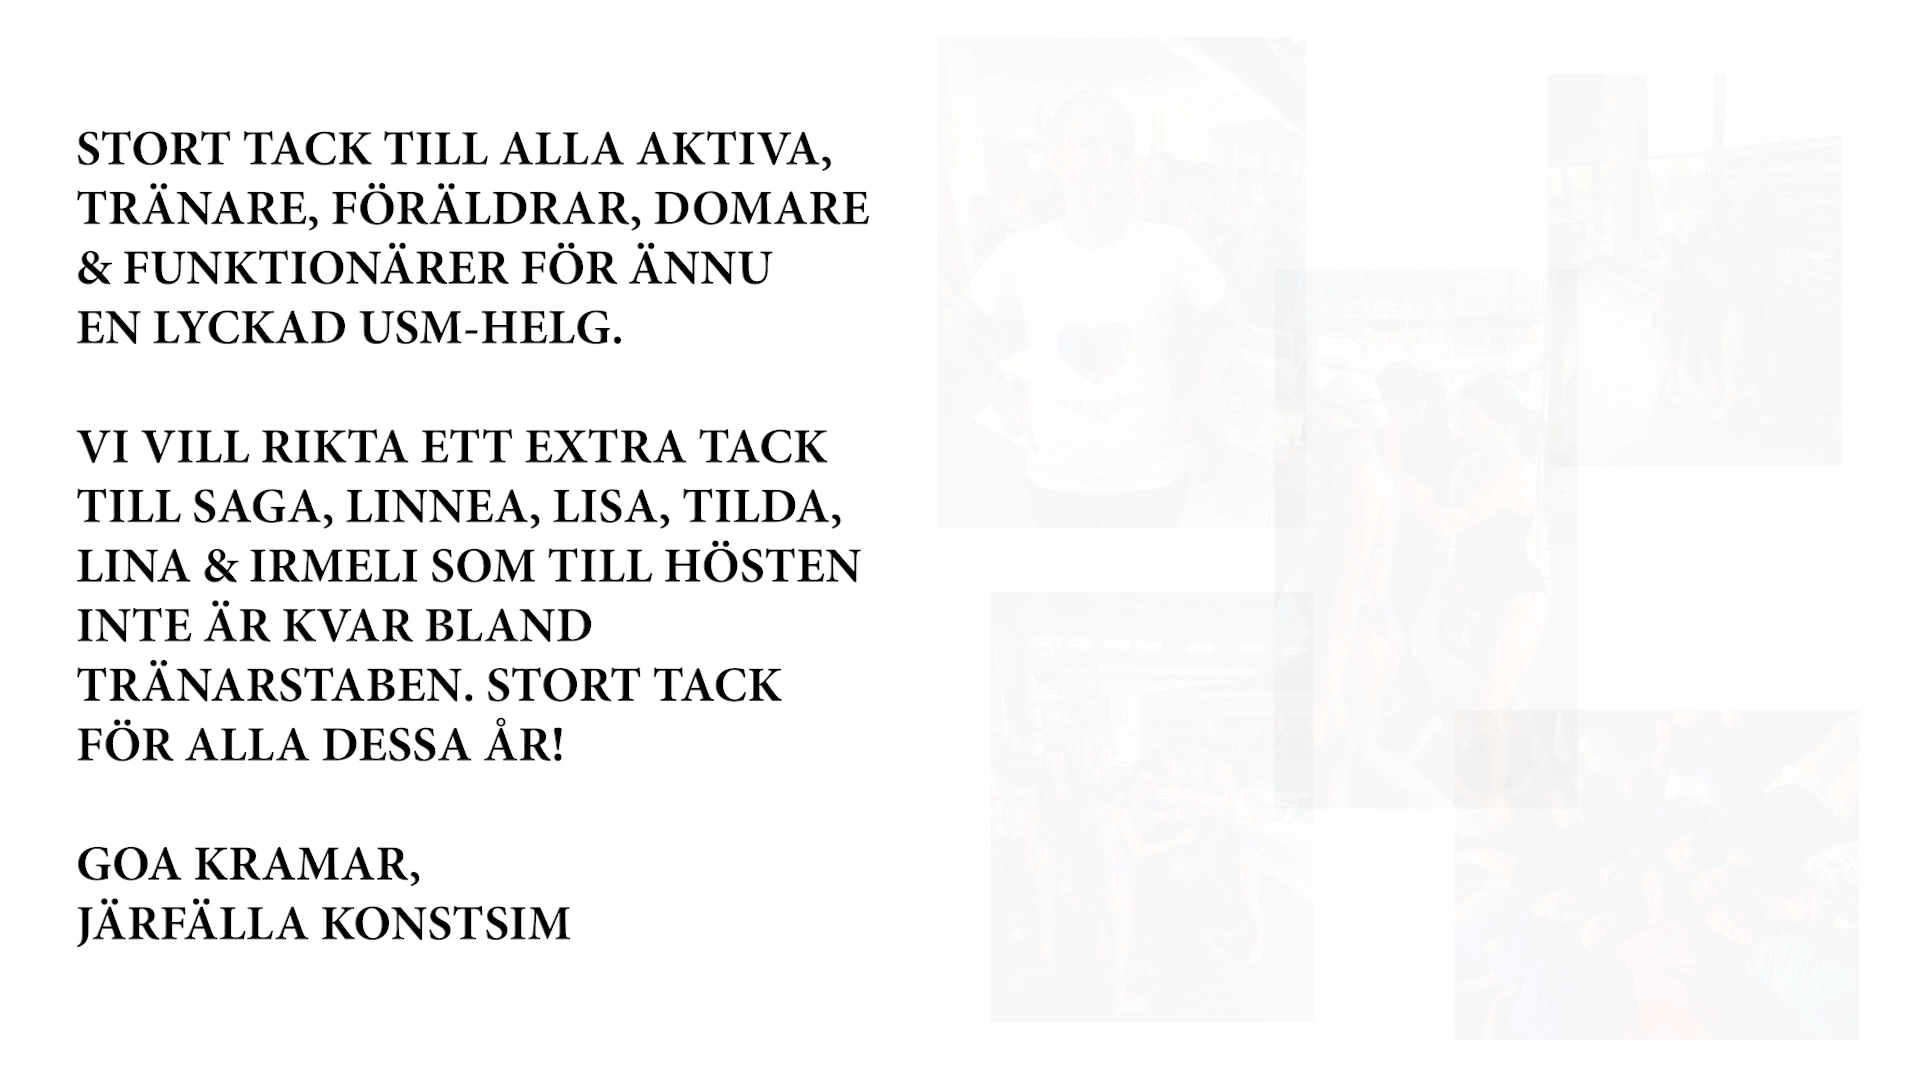 STORT TACK TILL ALLA AKTIVA,
TRÄNARE, FÖRÄLDRAR, DOMARE
& FUNKTIONÄRER FÖR ÄNNU
EN LYCKAD USM-HELG.
VI VILL RIKTA ETT EXTRA TACK
TILL SAGA, LINNEA, LISA, TILDA,
LINA & IRMELI SOM TILL HÖSTEN
INTE ÄR KVAR BLAND
TRÄNARSTABEN. STORT TACK
FÖR ALLA DESSA ÅR!
GOA KRAMAR,
JÄRFÄLLA KONSTSIM